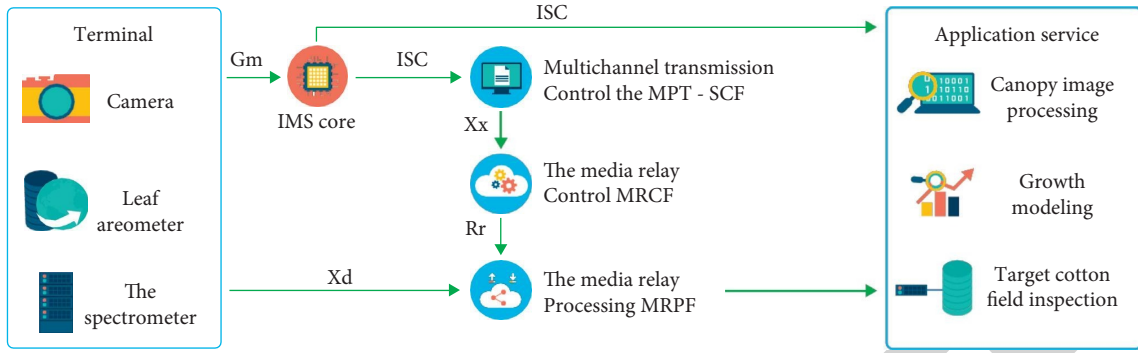 Terminal
Camera
Leaf
areometer
The
spectrometer
Gm
IMS core
ISC
ISC
Multichannel transmission
Control the MPT - SCF
Xx
The media relay
Control MRCF
Rr
Xd
The media relay
Processing MRPF
Application service
Canopy image
processing
Growth
modeling
Target cotton
field inspection